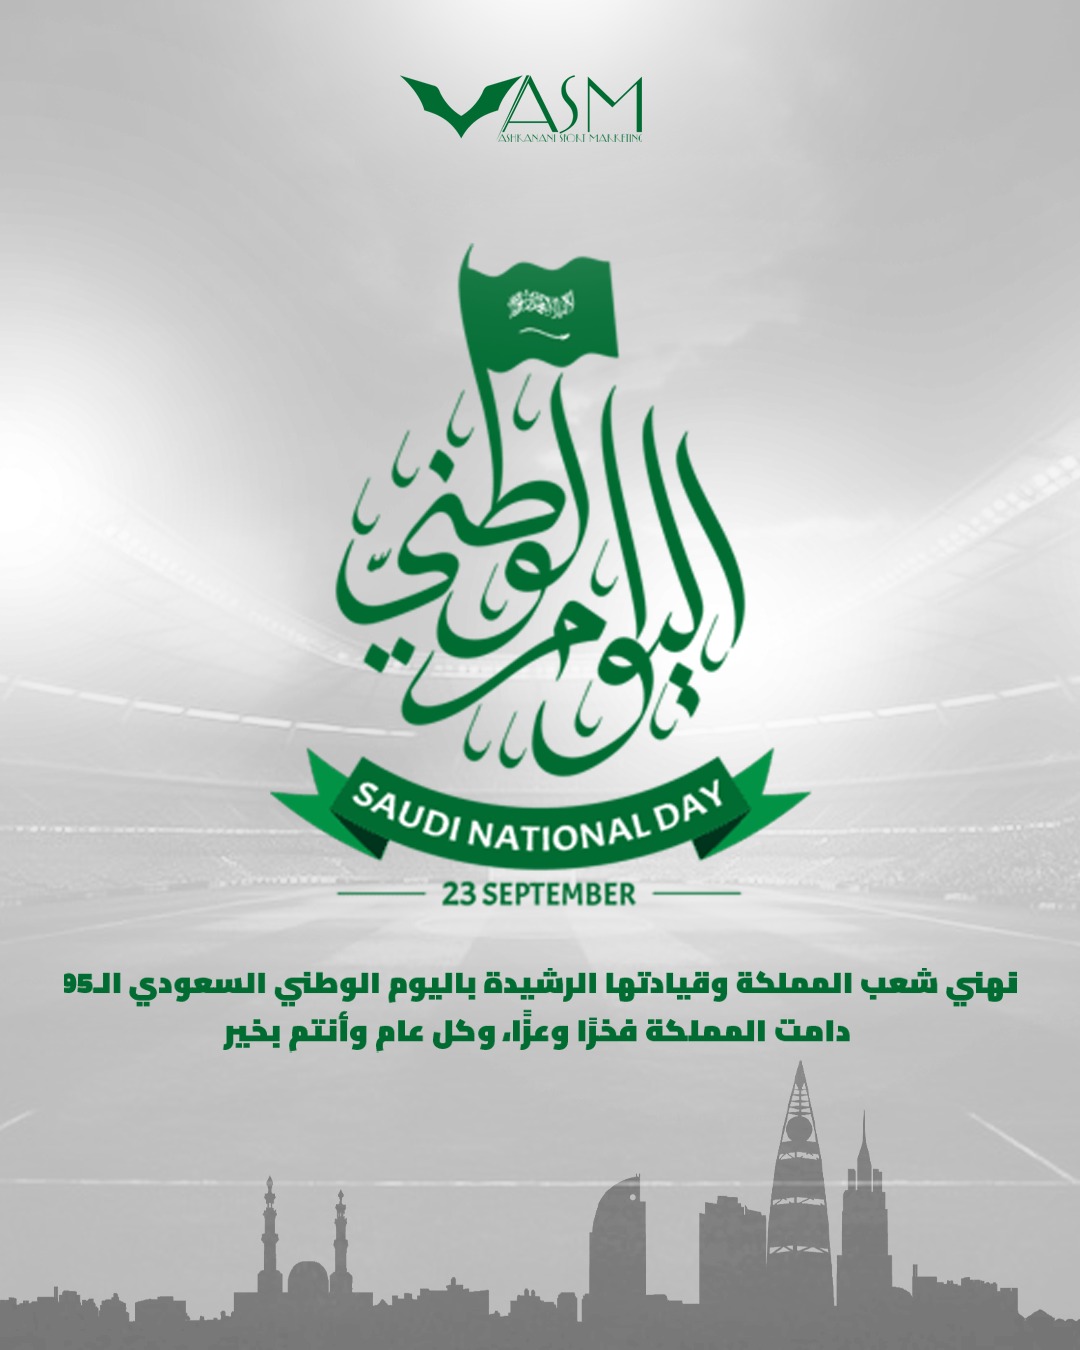 ASM
ASHKANANI SPORT MARKETING
اليوم الوطنيّ
SAUDI NATIONAL DAY
23 SEPTEMBER
نهني شعب المملكة وقيادتها الرشيدة باليوم الوطني السعودي الـ95
دامت المملكة فخرًا وعزًّا، وكل عامٍ وأنتم بخير